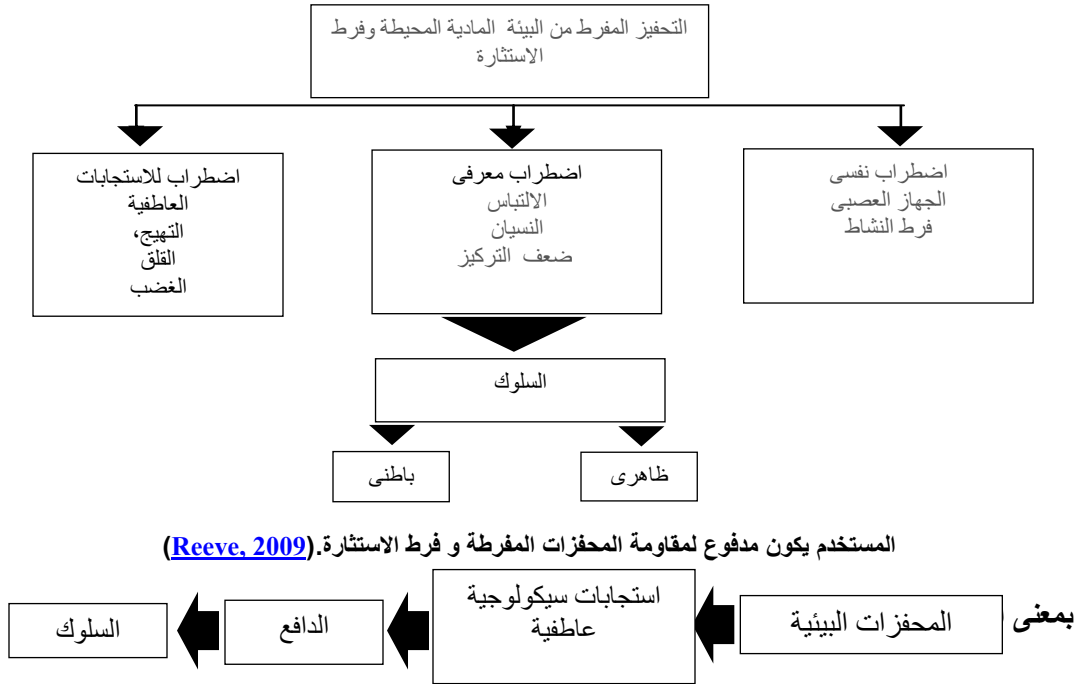 التحفيز المفرط من البيئة المادية المحيطة وفرط
الاستثارة
اضطراب نفسى
الجهاز العصبى
فرط النشاط
اضطراب معرفى
الالتباس
النسيان
ضعف التركيز
اضطراب للاستجابات
العاطفية
التهيج،
القلق
الغضب
السلوك
ظاهرى
باطنى
المستخدم يكون مدفوع لمقاومة المحفزات المفرطة و فرط الاستثارة.(Reeve, 2009)
بمعنى
المحفزات البيئية
استجابات سيكولوجية
عاطفية
الدافع
السلوك